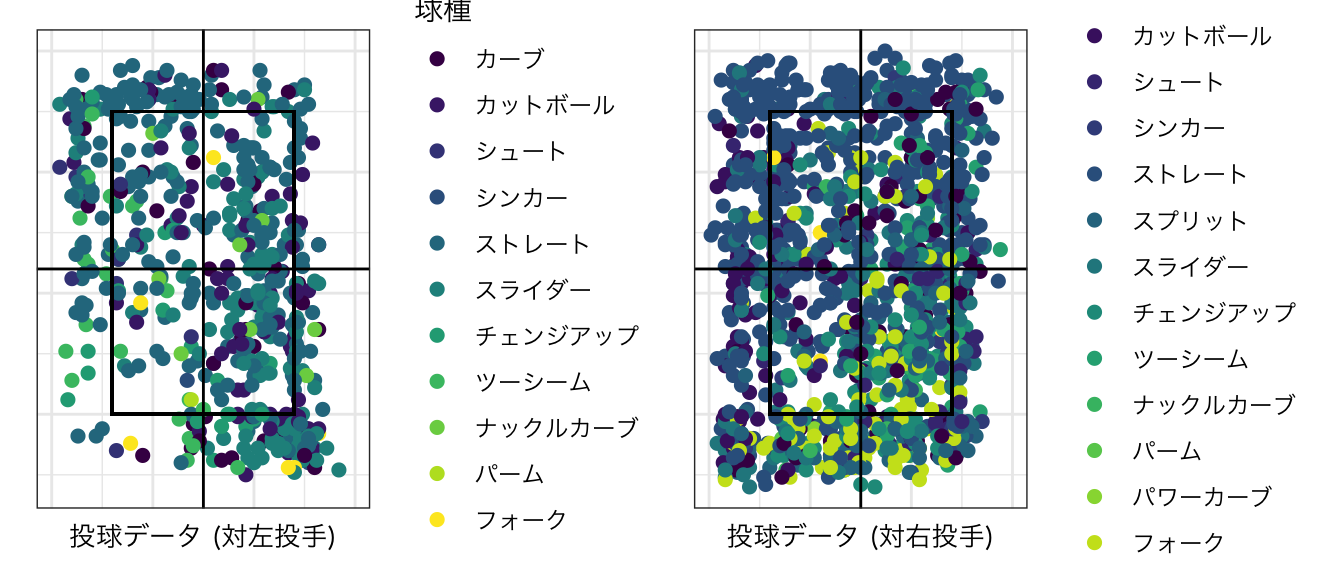 球種
カーブ
カットボール
シュート
シンカー
ストレート
スライダー
チェンジアップ
ツーシーム
ナックルカーブ
パーム
フォーク
投球データ (対左投手)
カットボール
シュート
シンカー
ストレート
スプリット
スライダー
チェンジアップ
ツーシーム
ナックルカーブ
パーム
パワーカーブ
フォーク
投球データ (対右投手)